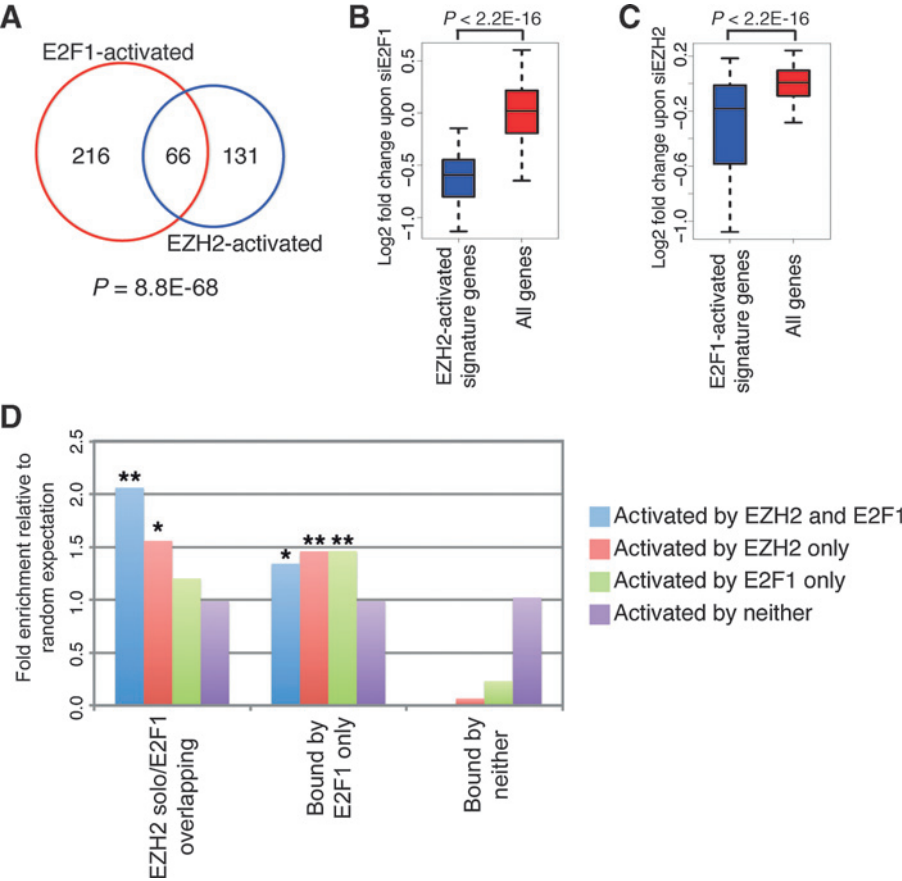 A
E2F1-activated
216
66
131
EZH2-activated
P = 8.8E-68
B
P < 2.2E-16
Log2 fold change upon siE2F1
0.5
0.0
−0.5
−1.0
EZH2-activated
signature genes
All genes
C
P < 2.2E-16
Log2 fold change upon siEZH2
0.2
−0.2
−0.6
−1.0
E2F1-activated
signature genes
All genes
D
Fold enrichment relative to
random expectation
2.5
2.0
1.5
1.0
0.5
0.0
**
*
*
**
**
EZH2 solo/E2F1
overlapping
Bound by
E2F1 only
Bound by
neither
Activated by EZH2 and E2F1
Activated by EZH2 only
Activated by E2F1 only
Activated by neither